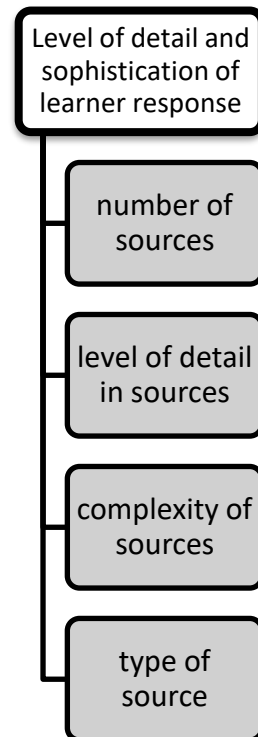 Level of detail and
sophistication of
learner response
number of
sources
level of detail
in sources
complexity of
sources
type of
source